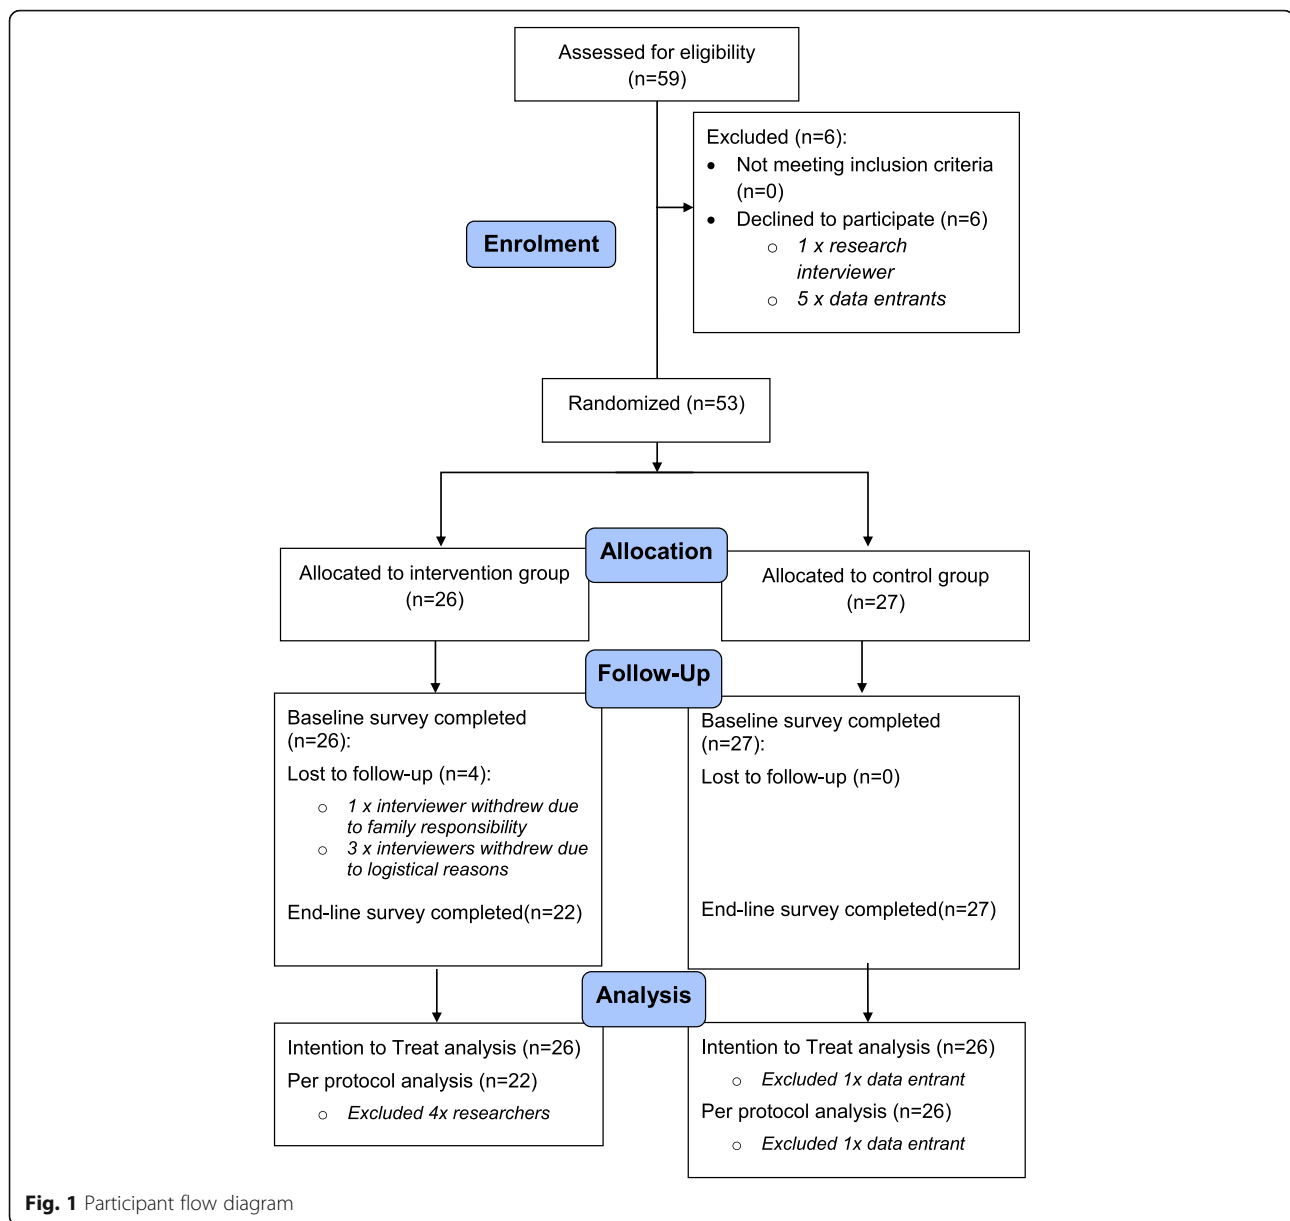 Assessed for eligibility
(n=59)
Excluded (n=6):
• Not meeting inclusion criteria
(n=0)
• Declined to participate (n=6)
o 1 x research
interviewer
o 5 x data entrants
Enrolment
Randomized (n=53)
Allocation
Allocated to intervention group
(n=26)
Allocated to control group
(n=27)
Follow-Up
Baseline survey completed
(n=26):
Lost to follow-up (n=4):
o 1 x interviewer withdrew due
to family responsibility
o 3 x interviewers withdrew due
to logistical reasons
End-line survey completed(n=22)
Baseline survey completed
(n=27):
Lost to follow-up (n=0)
End-line survey completed(n=27)
Analysis
Intention to Treat analysis (n=26)
Per protocol analysis (n=22)
o Excluded 4x researchers
Intention to Treat analysis (n=26)
o Excluded 1x data entrant
Per protocol analysis (n=26)
o Excluded 1x data entrant
Fig. 1 Participant flow diagram